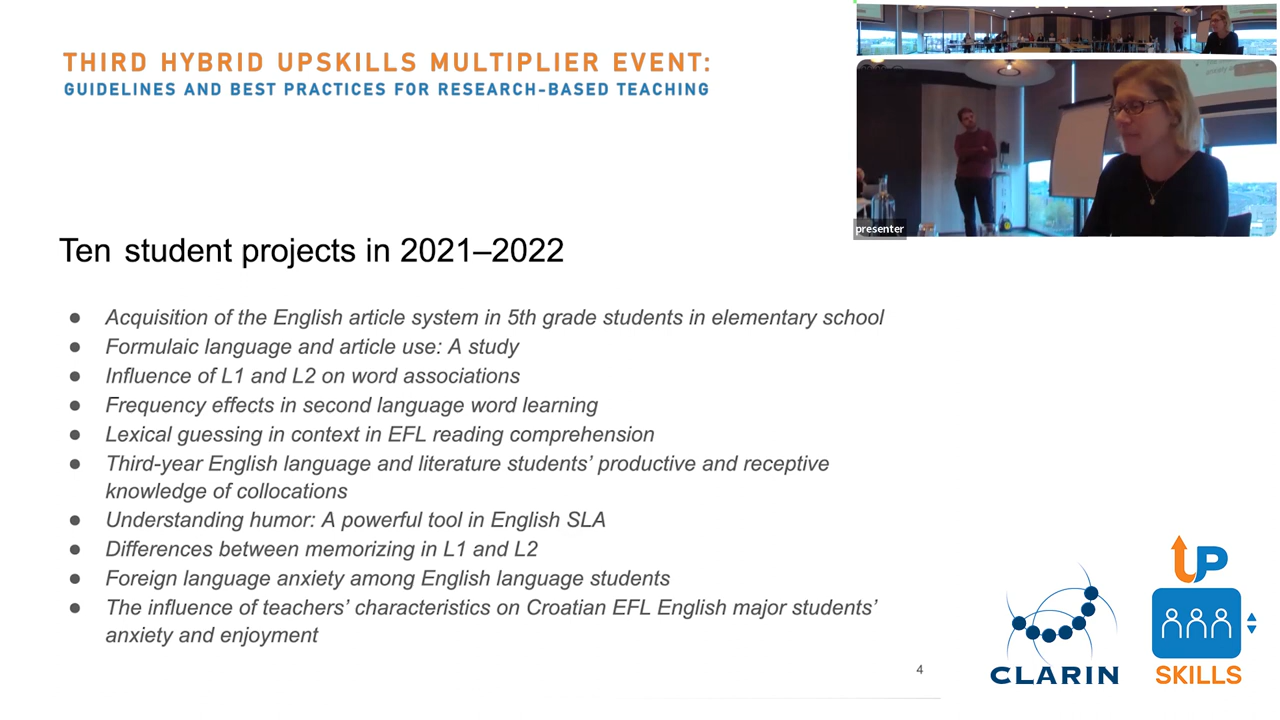 THIRD HYBRID UPSKILLS MULTIPLIER EVENT:
GUIDELINES AND BEST PRACTICES FOR RESEARCH-BASED TEACHING
presenter
Ten student projects in 2021–2022
● Acquisition of the English article system in 5th grade students in elementary school
● Formulaic language and article use: A study
● Influence of L1 and L2 on word associations
● Frequency effects in second language word learning
● Lexical guessing in context in EFL reading comprehension
● Third-year English language and literature students’ productive and receptive
knowledge of collocations
● Understanding humor: A powerful tool in English SLA
● Differences between memorizing in L1 and L2
● Foreign language anxiety among English language students
● The influence of teachers’ characteristics on Croatian EFL English major students’
anxiety and enjoyment
4
CLARIN
UP
SKILLS